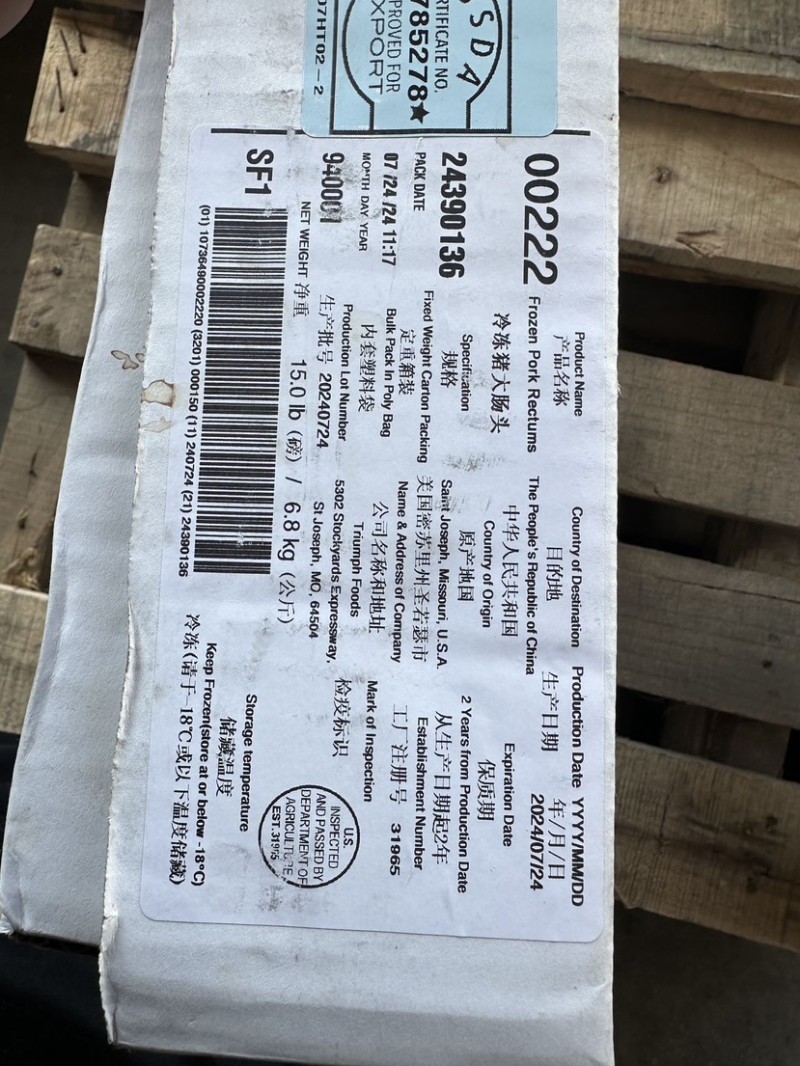 USDA
CERTIFICATE NO.
785278★
PPROVED FOR
EXPORT
07HT02-2
00222
24390136
PACK DATE
07/24/24 11:17
MONTH DAY YEAR
940001
SF1
Product Name
产品名称
Frozen Pork Rectums
冷冻猪大肠头
Specification
规格
Fixed Weight Carton Packing
定重箱装
Bulk Pack in Poly Bag
内套塑料袋
Production Lot Number
生产批号 20240724
NET WEIGHT 净重 15.0 lb (磅) / 6.8 kg (公斤)
(01) 10736490002220 (3201) 000150 (11) 240724 (21) 24390136
Country of Destination
目的地
The People's Republic of China
中华人民共和国
Country of Origin
原产地国
Saint Joseph, Missouri, U.S.A.
美国密苏里州圣若瑟市
Name & Address of Company
公司名称和地址
Triumph Foods
5302 Stockyards Expressway,
St Joseph, MO, 64504
Production Date YYYY/MM/DD
生产日期 年/月/日
2024/07/24
Expiration Date
保质期
2 Years from Production Date
从生产日期起2年
Establishment Number
工厂注册号 31965
Mark of Inspection
检疫标识
U.S.
INSPECTED
AND PASSED BY
DEPARTMENT OF
AGRICULTURE
EST. 31965
Storage temperature
储藏温度
Keep Frozen(store at or below -18°C)
冷冻(请于-18℃或以下温度储藏)